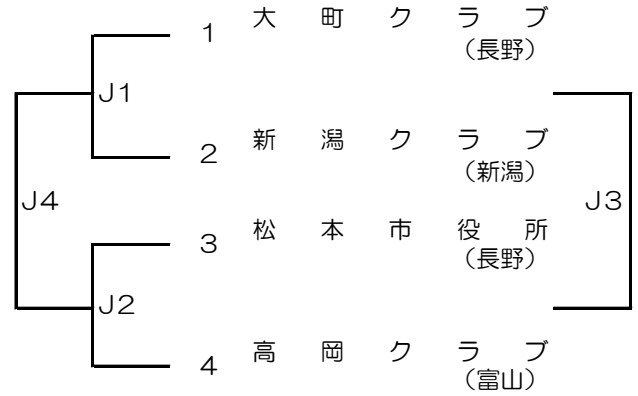 1 大町クラブ
(長野)
J1
2 新潟クラブ
(新潟)
J4
J3
3 松本市役所
(長野)
J2
4 高岡クラブ
(富山)